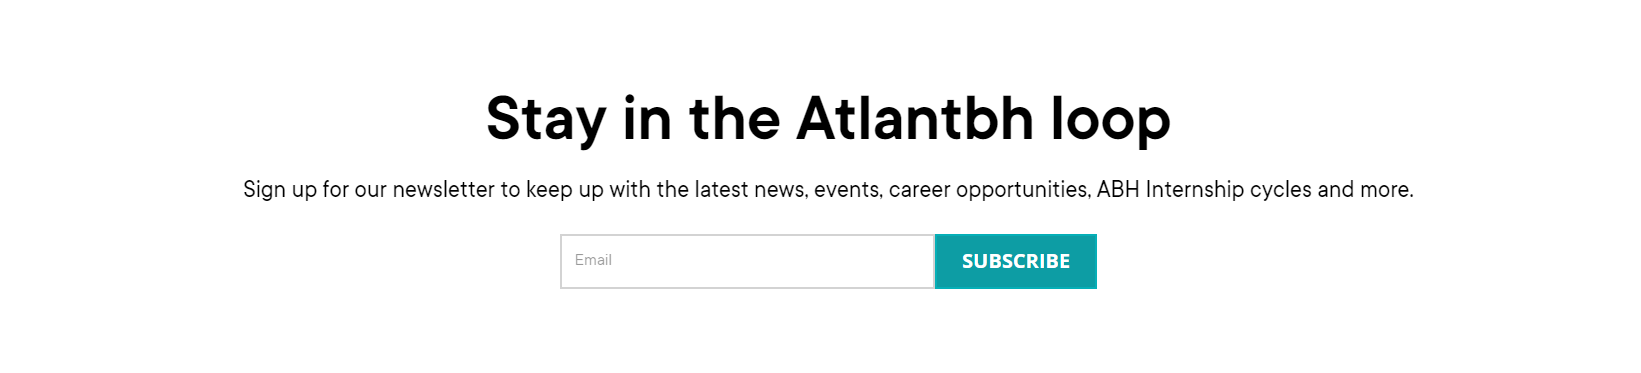 Stay in the Atlantbh loop
Sign up for our newsletter to keep up with the latest news, events, career opportunities, ABH Internship cycles and more.
Email
SUBSCRIBE